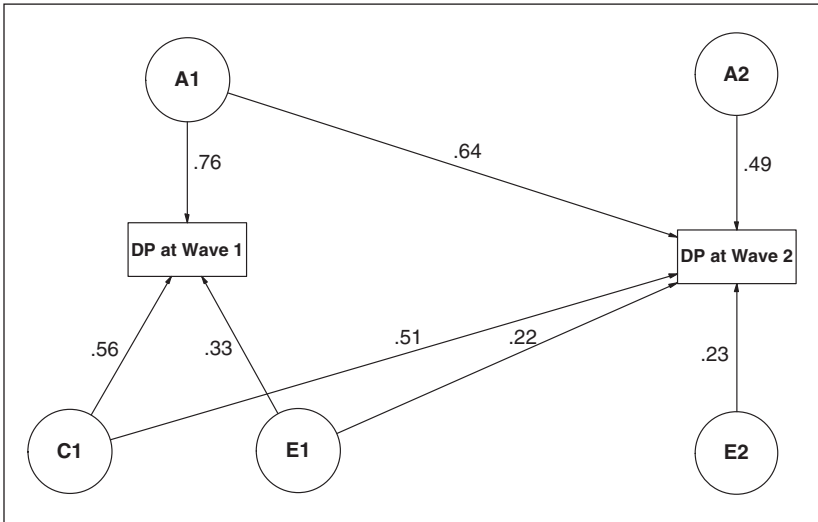 A1
A2
.76
.64
.49
DP at Wave 1
DP at Wave 2
.56
.33
.51
.22
.23
C1
E1
E2